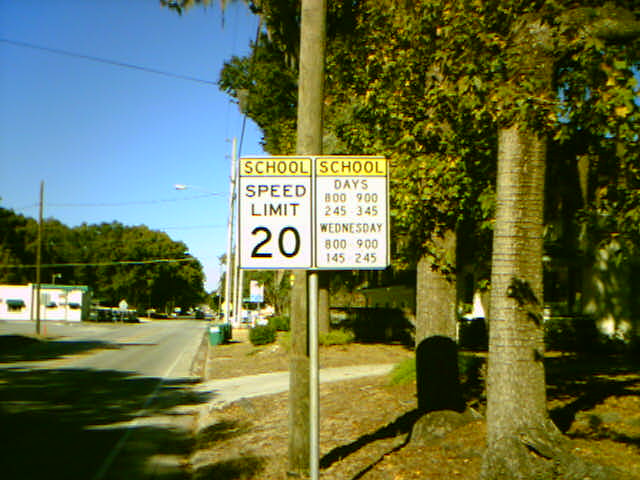 SCHOOL
SPEED
LIMIT
20
SCHOOL
DAYS
800 900
245 - 345
WEDNESDAY
800 900
145 - 245